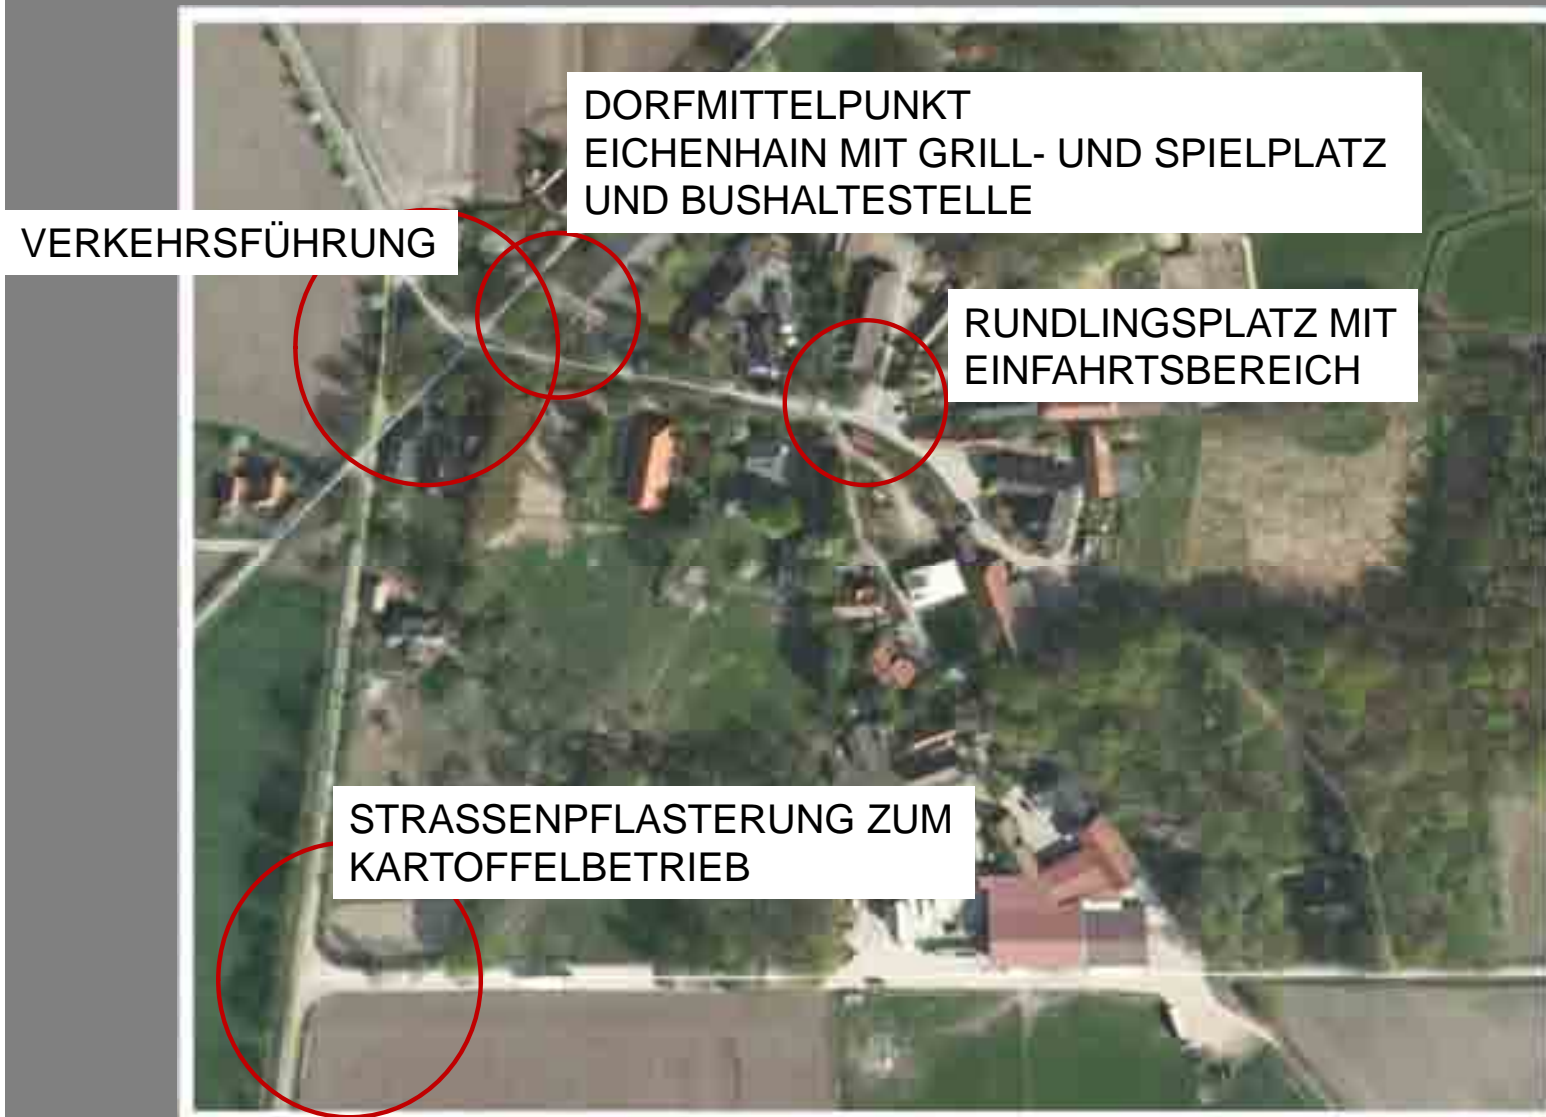 DORFMITTELPUNKT
EICHENHAIN MIT GRILL- UND SPIELPLATZ
UND BUSHALTESTELLE
VERKEHRSFÜHRUNG
RUNDLINGSPLATZ MIT
EINFAHRTSBEREICH
STRASSENPFLASTERUNG ZUM
KARTOFFELBETRIEB